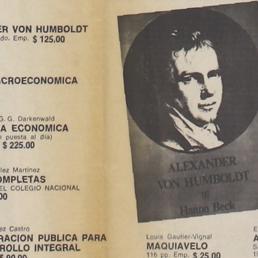 ER VON HUMBOLDT
do. Emp. $ 125.00
CROECONOMICA
G. G. Darkenwald
A ECONOMICA
puesta al día)
$ 225.00
lez Martínez
OMPLETAS
EL COLEGIO NACIONAL
00
ez Castro
RACION PUBLICA PARA
ROLLO INTEGRAL
ALEXANDER
VON HUMBOLDT
Hanno Beck
Louis Gautier-Vignal
MAQUIAVELO
116 pp. Emp. $ 25.00